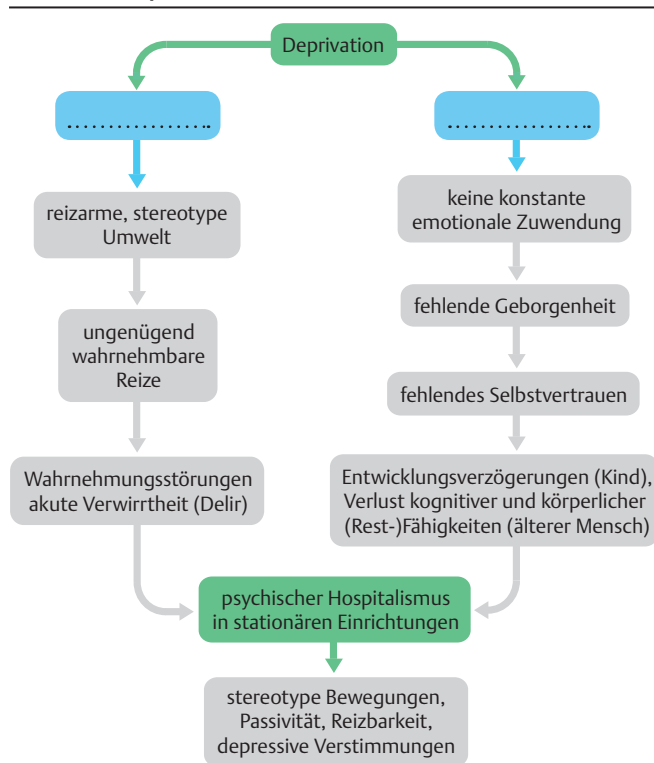 Deprivation
.................
.................
reizarme, stereotype
Umwelt
ungenügend
wahrnehmbare
Reize
Wahrnehmungsstörungen
akute Verwirrtheit (Delir)
keine konstante
emotionale Zuwendung
fehlende Geborgenheit
fehlendes Selbstvertrauen
Entwicklungsverzögerungen (Kind),
Verlust kognitiver und körperlicher
(Rest-)Fähigkeiten (älterer Mensch)
psychischer Hospitalismus
in stationären Einrichtungen
stereotype Bewegungen,
Passivität, Reizbarkeit,
depressive Verstimmungen